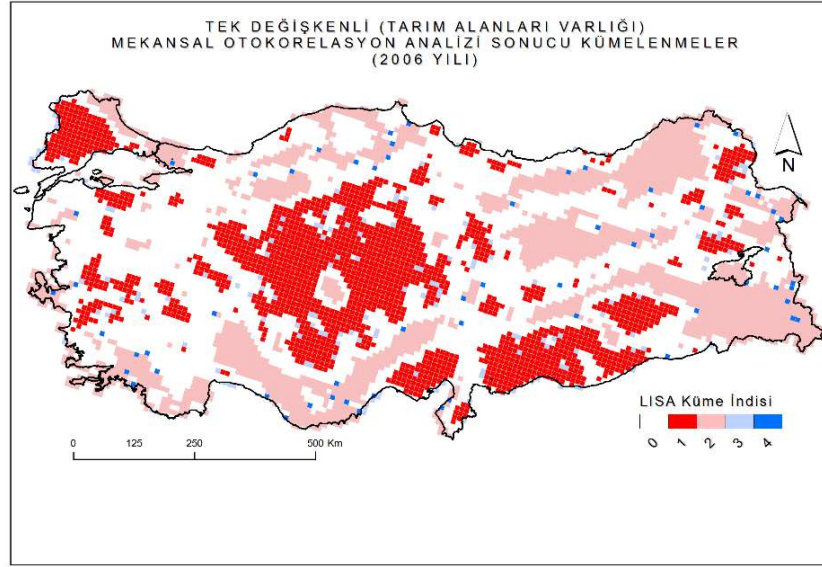 TEK DEĞİŞKENLİ (TARIM ALANLARI VARLIĞI)
MEKANSAL OTOKORELASYON ANALİZİ SONUCU KÜMELENMELER
(2006 YILI)
N
LISA Küme İndisi
0 1 2 3 4
0 125 250 500 Km